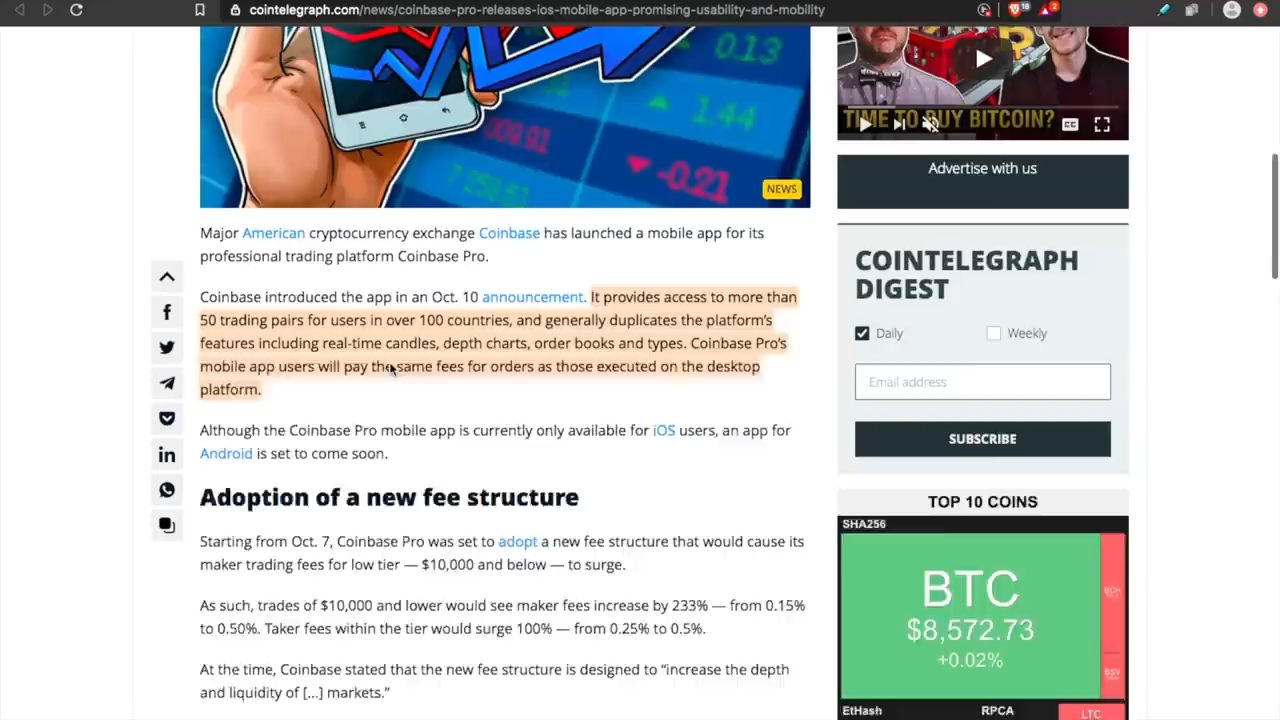 cointelegraph.com/news/coinbase-pro-releases-ios-mobile-app-promising-usability-and-mobility
18
2
0.13
1.44
009.91
-0.21
NEWS
TIME TO BUY BITCOIN?
CC
Advertise with us
Major American cryptocurrency exchange Coinbase has launched a mobile app for its
professional trading platform Coinbase Pro.
Coinbase introduced the app in an Oct. 10 announcement. It provides access to more than
50 trading pairs for users in over 100 countries, and generally duplicates the platform's
features including real-time candles, depth charts, order books and types. Coinbase Pro's
mobile app users will pay the same fees for orders as those executed on the desktop
platform.
Although the Coinbase Pro mobile app is currently only available for iOS users, an app for
Android is set to come soon.
Adoption of a new fee structure
Starting from Oct. 7, Coinbase Pro was set to adopt a new fee structure that would cause its
maker trading fees for low tier — $10,000 and below — to surge.
As such, trades of $10,000 and lower would see maker fees increase by 233% — from 0.15%
to 0.50%. Taker fees within the tier would surge 100% — from 0.25% to 0.5%.
At the time, Coinbase stated that the new fee structure is designed to “increase the depth
and liquidity of [...] markets.”
COINTELEGRAPH
DIGEST
Daily
Weekly
Email address
SUBSCRIBE
TOP 10 COINS
SHA256
BTC
$8,572.73
+0.02%
BCH
BSV
EtHash
RPCA
LTC